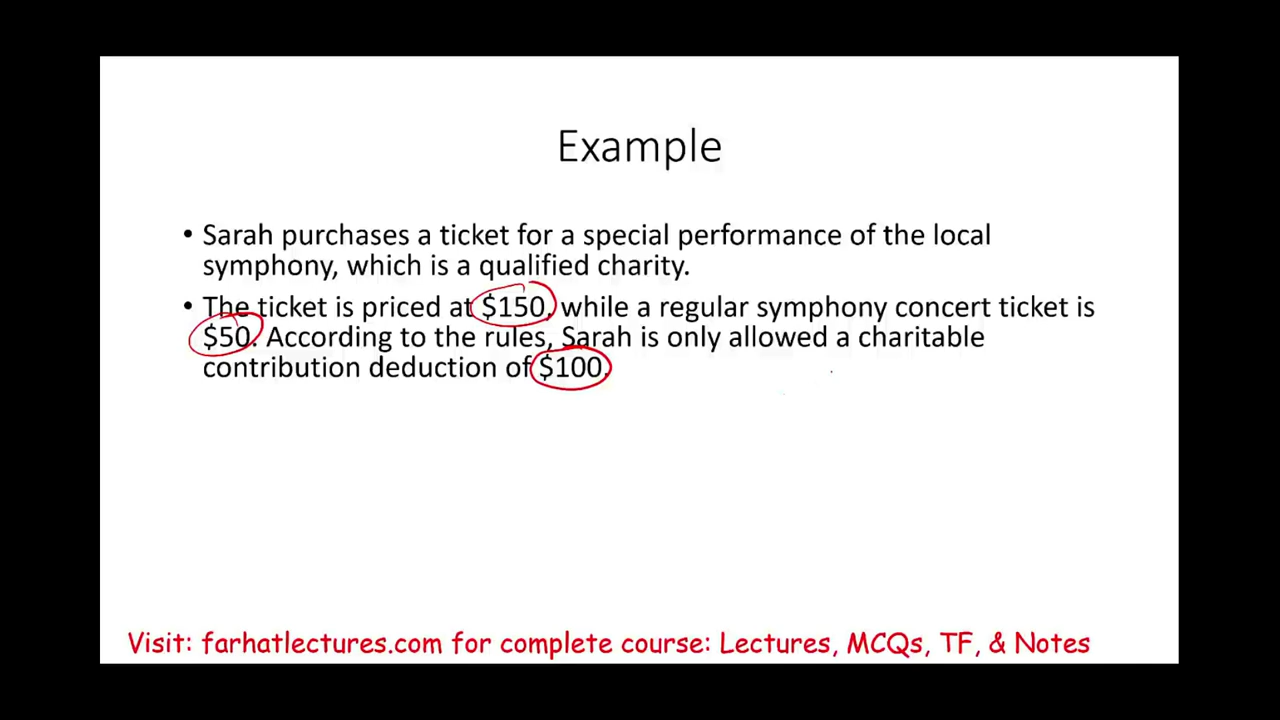 Example
• Sarah purchases a ticket for a special performance of the local
symphony, which is a qualified charity.
• The ticket is priced at $150, while a regular symphony concert ticket is
$50. According to the rules, Sarah is only allowed a charitable
contribution deduction of $100.
Visit: farhatlectures.com for complete course: Lectures, MCQs, TF, & Notes